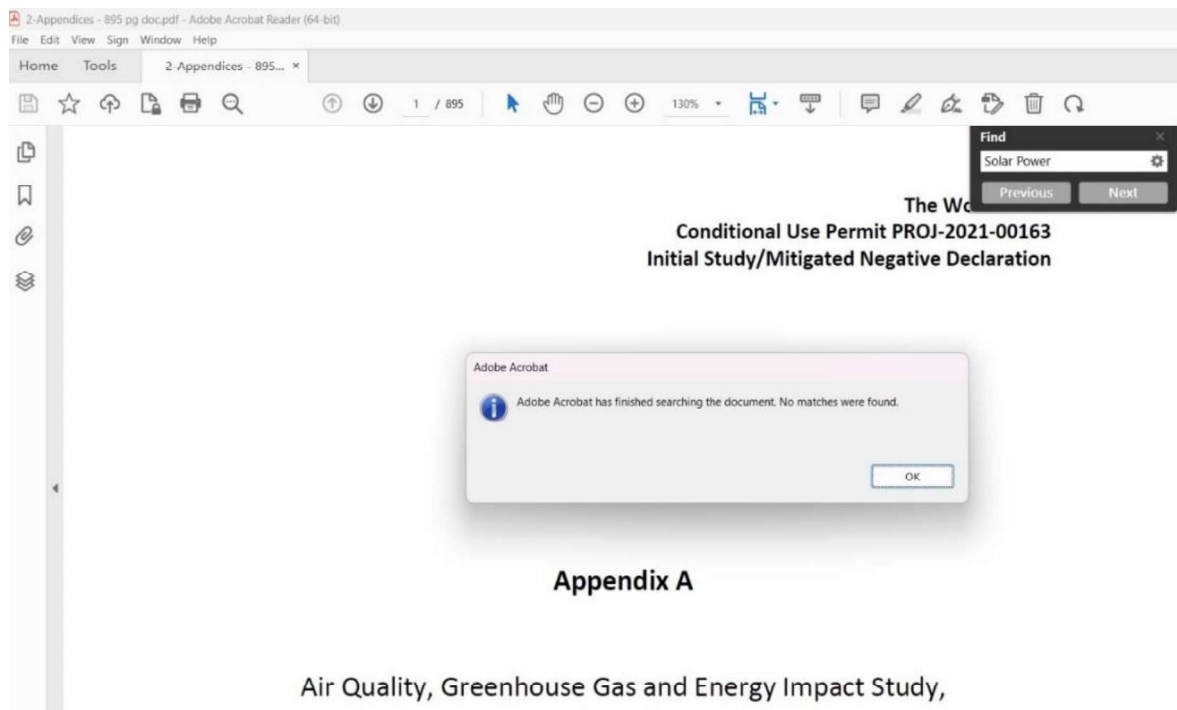 2-Appendices - 895 pg doc.pdf - Adobe Acrobat Reader (64-bit)
File Edit View Sign Window Help
Home Tools 2-Appendices - 895... ×
1 / 895 130%
Find
Solar Power
Previous Next
The Wo
Conditional Use Permit PROJ-2021-00163
Initial Study/Mitigated Negative Declaration
Adobe Acrobat
Adobe Acrobat has finished searching the document. No matches were found.
OK
Appendix A
Air Quality, Greenhouse Gas and Energy Impact Study,